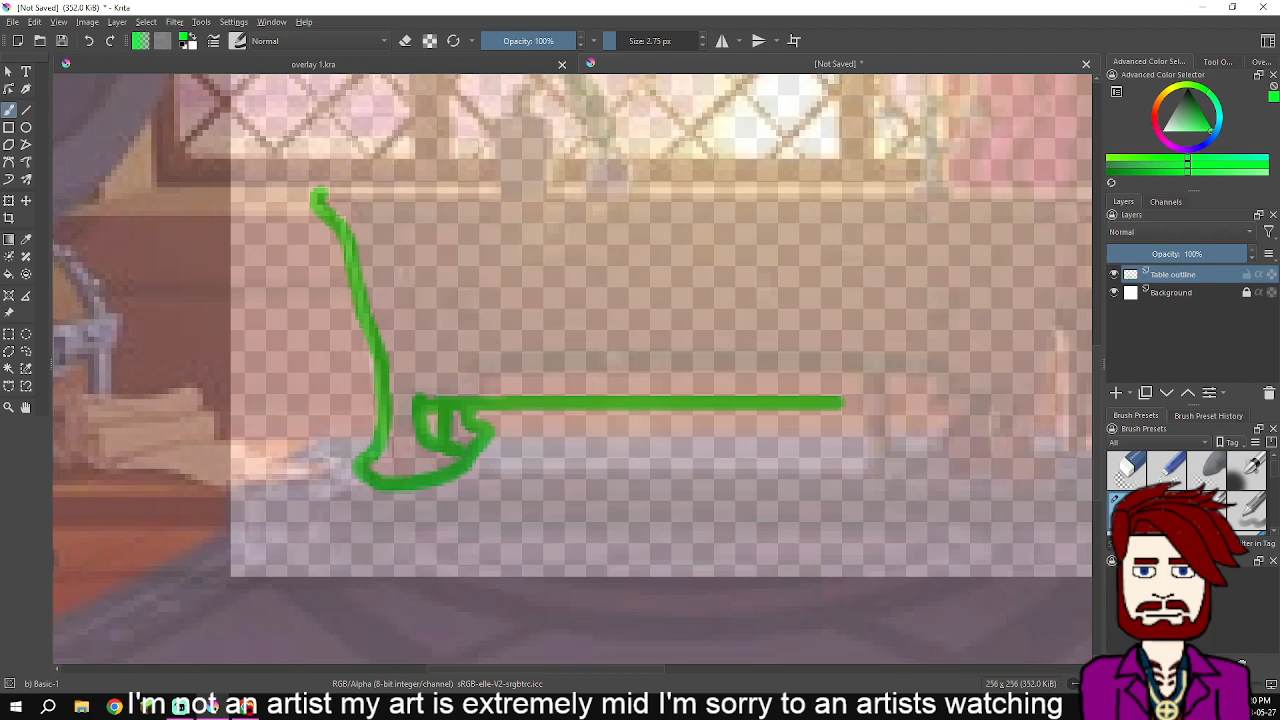 [Not Saved] (352.0 KiB) * - Krita
File Edit View Image Layer Select Filter Tools Settings Window Help
Normal Opacity: 100% Size: 2.75 px
overlay 1.kra [Not Saved] *
Advanced Color Sel... Tool O... Ove...
Advanced Color Selector
Layers Channels
Layers
Normal
Opacity: 100%
Table outline
Background
Brush Presets Brush Preset History
Brush Presets
All Tag
ilter in Tag
b) Basic-1 RGB/Alpha (8-bit integer/channel) sRGB-elle-V2-srgbtrc.icc 256 x 256 (352.0 KiB)
I'm not an artist my art is extremely mid I'm sorry to an artists watching